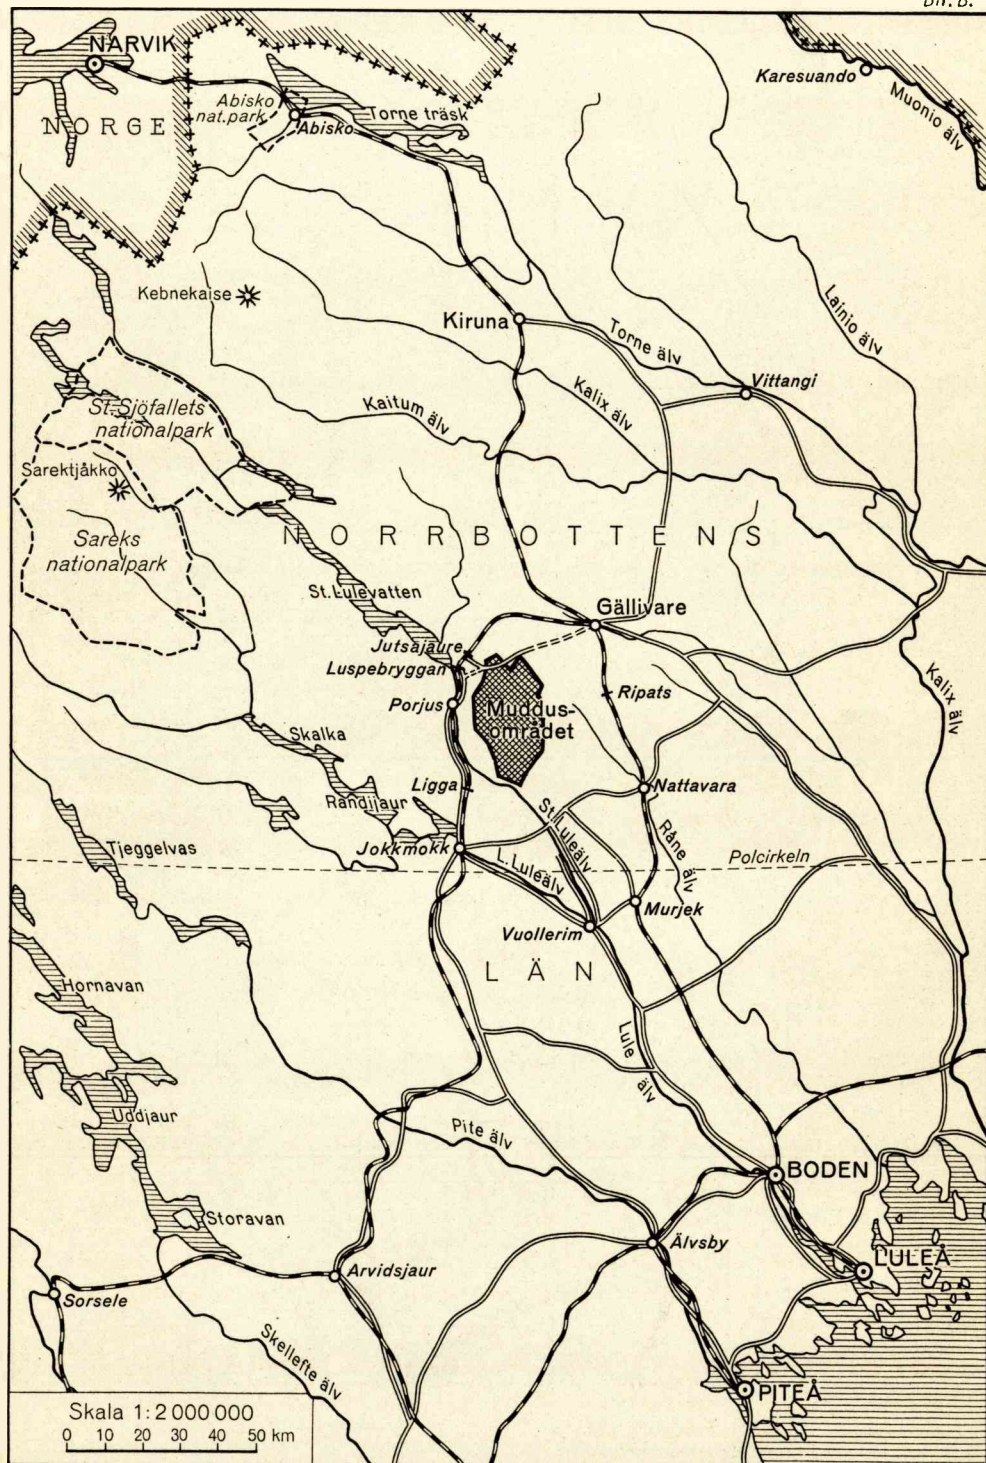 Bil. B.
NARVIK
Karesuando
Muonio älv
Abisko
nat.park
Torne träsk
NORGE
Abisko
Kebnekaise
Lainio älv
Kiruna
Torne älv
Vittangi
Kalix älv
St. Sjöfallets
nationalpark
Kaitum älv
Sarektjåkko
NORRBOTTENS
Sareks
nationalpark
St. Lulevatten
Gällivare
Jutsajaure
Luspebryggan
Kalix älv
Ripats
Porjus
Muddus-
området
Skalka
Ligga
Nattavara
Randijaur
St. Luleälv
Råne älv
Tjeggelvas
Jokkmokk
L. Luleälv
Polcirkeln
Murjek
Vuollerim
LÄN
Hornavan
Lule älv
Uddjaur
Pite älv
BODEN
Storavan
Älvsby
LULEÅ
Arvidsjaur
Sorsele
Skellefte älv
PITEÅ
Skala 1:2 000 000
0 10 20 30 40 50 km